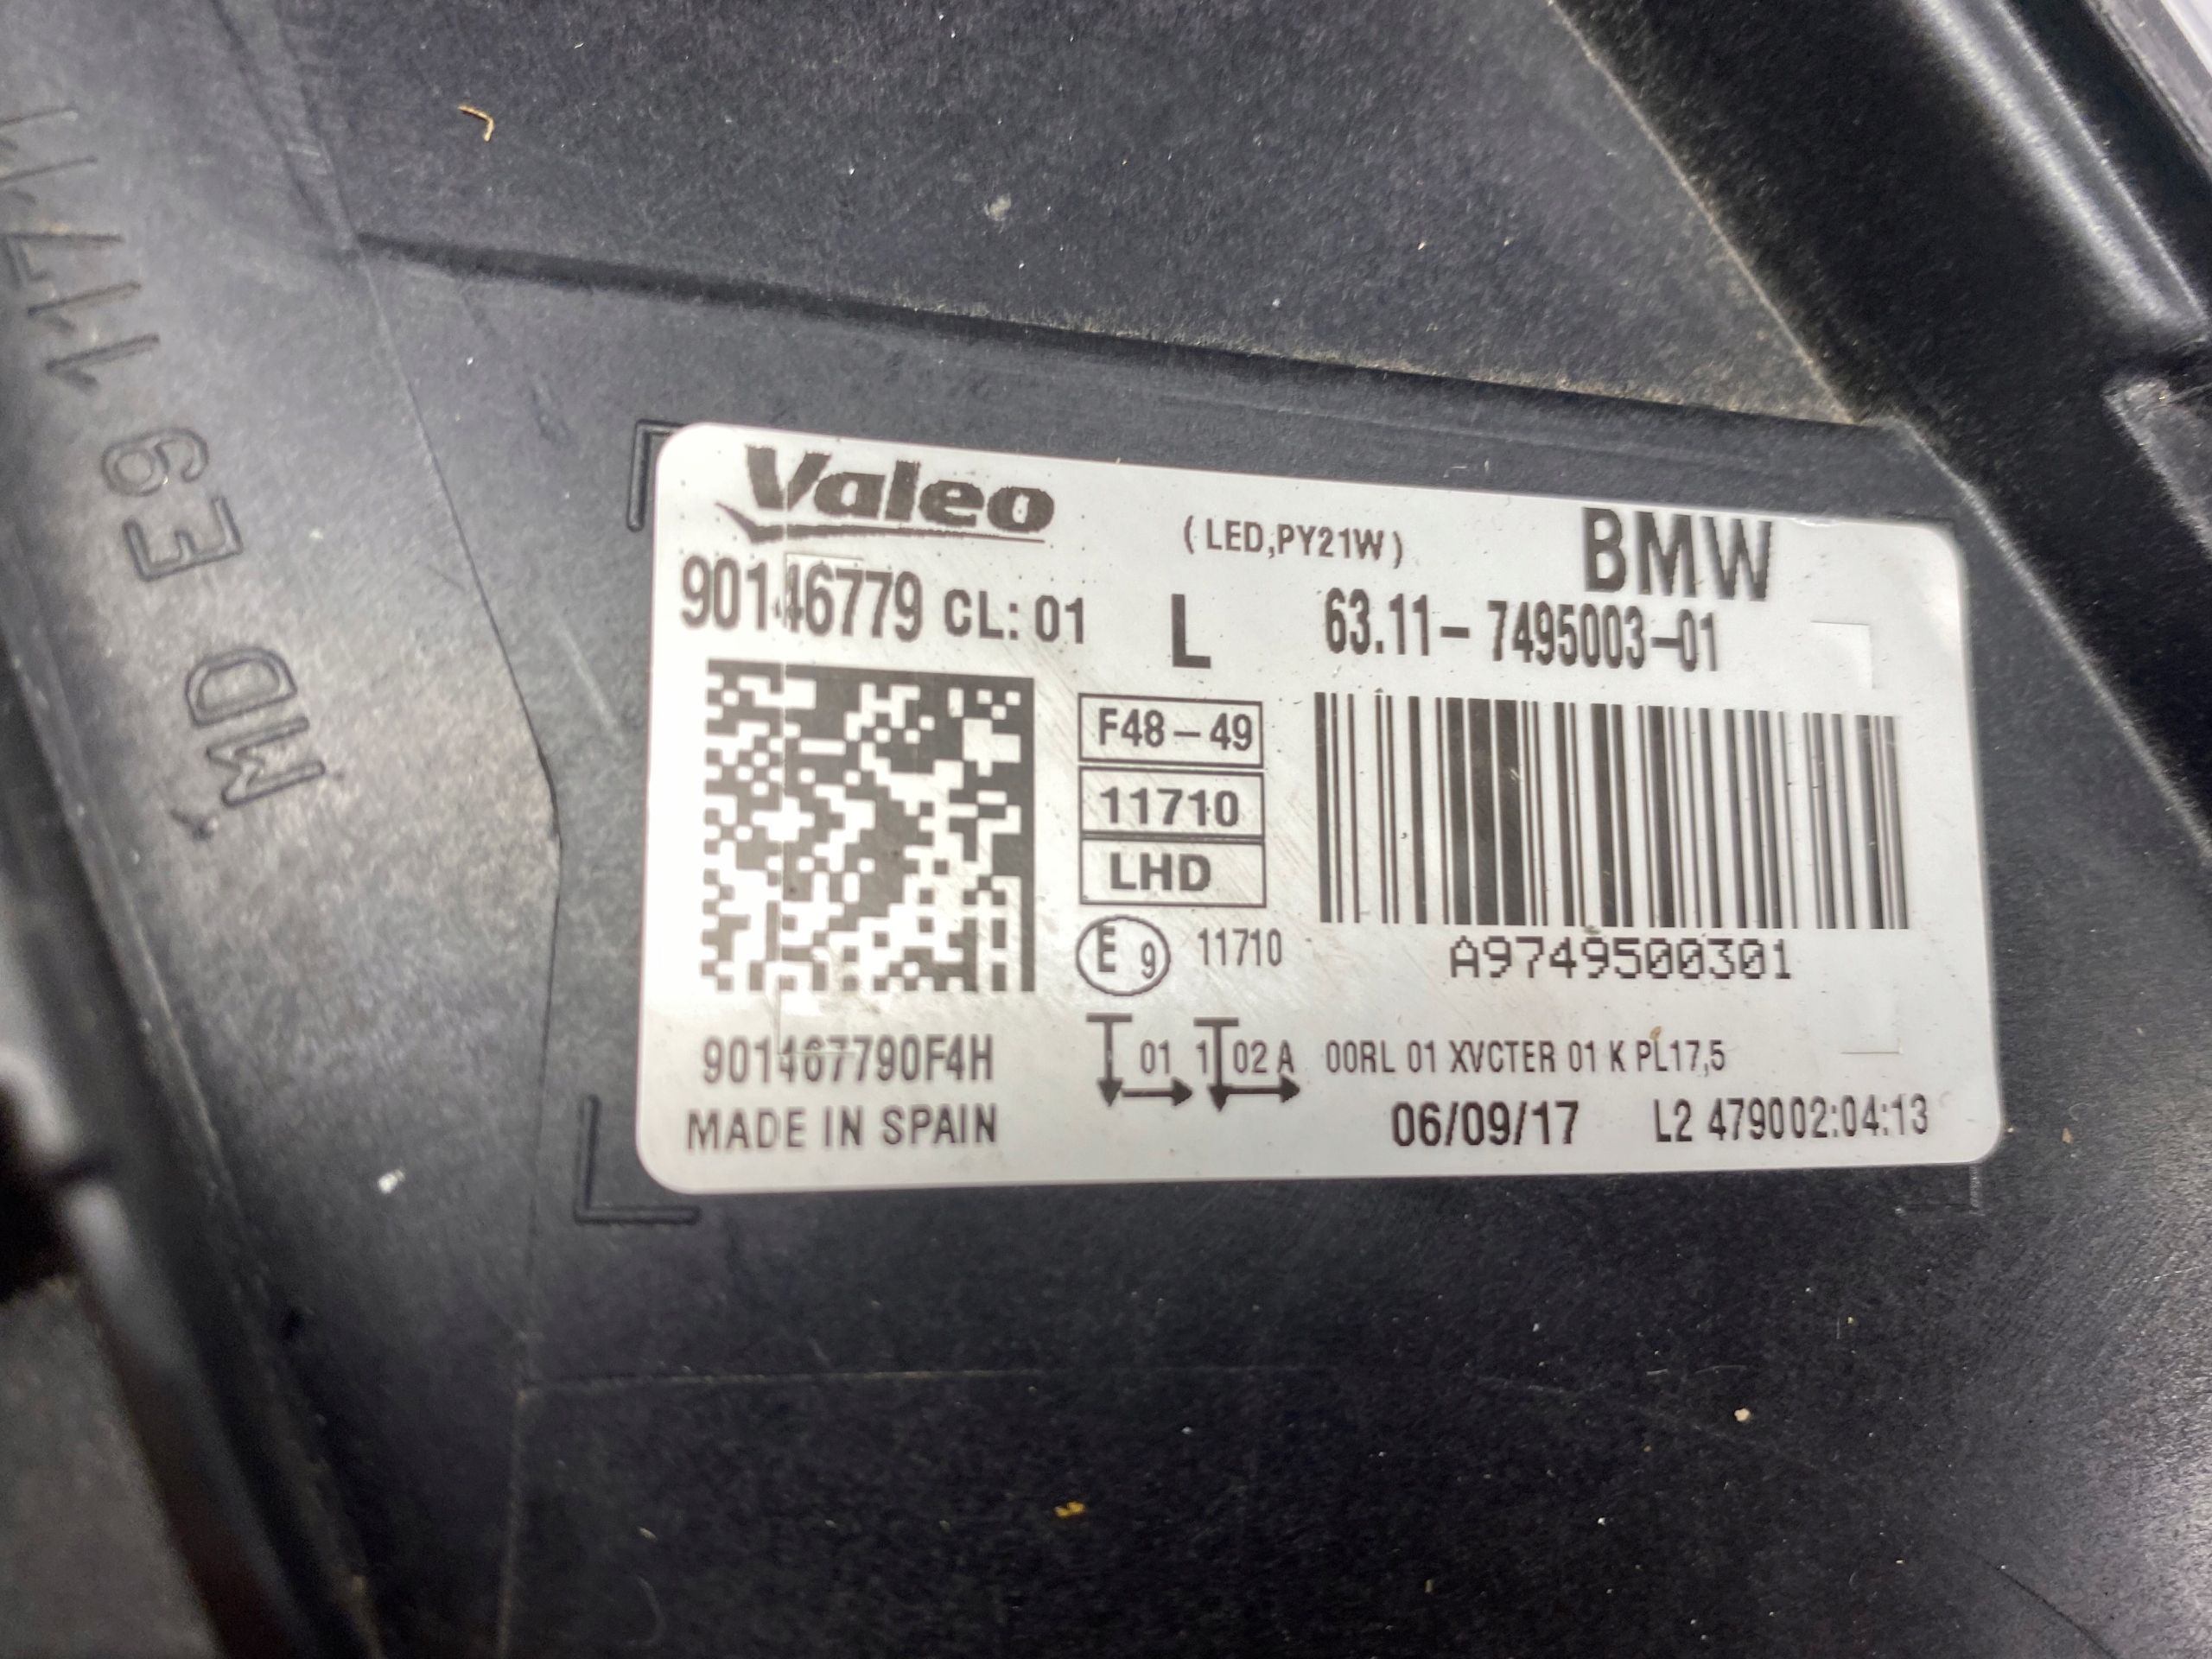 Valeo
(LED,PY21W)
BMW
90146779 CL: 01
L
63.11- 7495003-01
F48-49
11710
LHD
E 9 11710
A9749500301
901467790F4H
01 1 02 A 00RL 01 XVCTER 01 K PL17,5
MADE IN SPAIN
06/09/17
L2 479002:04:13
MD E9 117